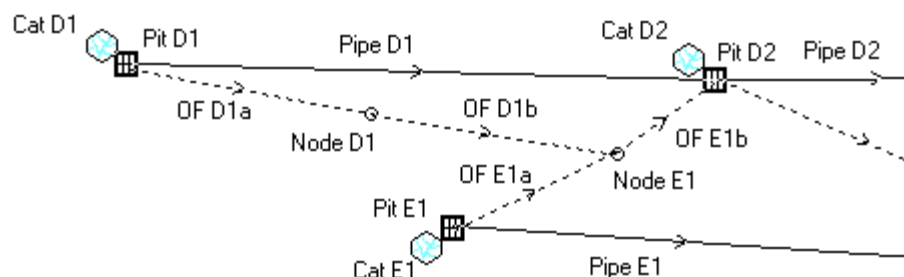 Cat D1
Pit D1
Pipe D1
Cat D2
Pit D2
Pipe D2
OF D1a
OF D1b
Node D1
OF E1b
OF E1a
Node E1
Pit E1
Cat E1
Pipe E1